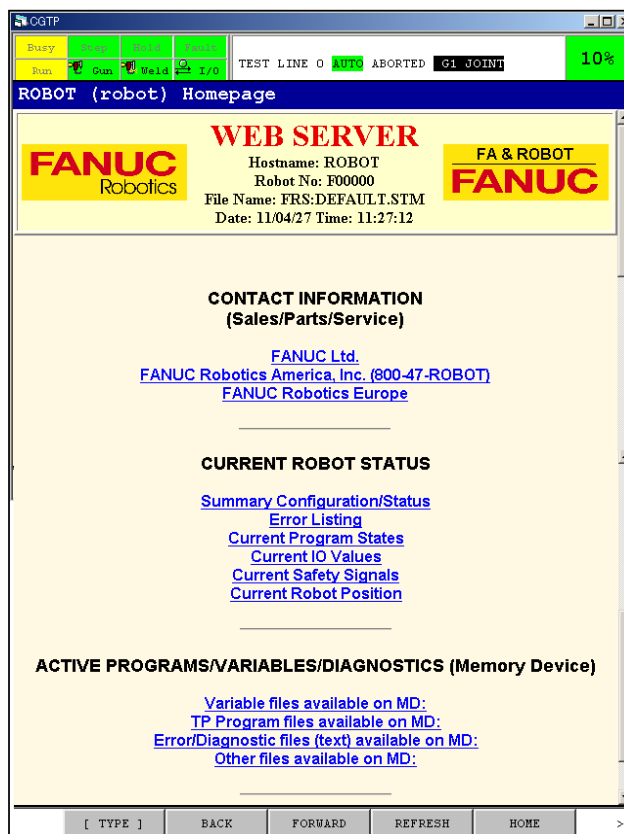 CGTP
Busy Step Hold Fault
Run Gun Weld I/O
TEST LINE 0 AUTO ABORTED G1 JOINT
10%
ROBOT (robot) Homepage
FANUC
Robotics
WEB SERVER
Hostname: ROBOT
Robot No: F00000
File Name: FRS:DEFAULT.STM
Date: 11/04/27 Time: 11:27:12
FA & ROBOT
FANUC
CONTACT INFORMATION
(Sales/Parts/Service)
FANUC Ltd.
FANUC Robotics America, Inc. (800-47-ROBOT)
FANUC Robotics Europe
CURRENT ROBOT STATUS
Summary Configuration/Status
Error Listing
Current Program States
Current IO Values
Current Safety Signals
Current Robot Position
ACTIVE PROGRAMS/VARIABLES/DIAGNOSTICS (Memory Device)
Variable files available on MD:
TP Program files available on MD:
Error/Diagnostic files (text) available on MD:
Other files available on MD:
[ TYPE ] BACK FORWARD REFRESH HOME >